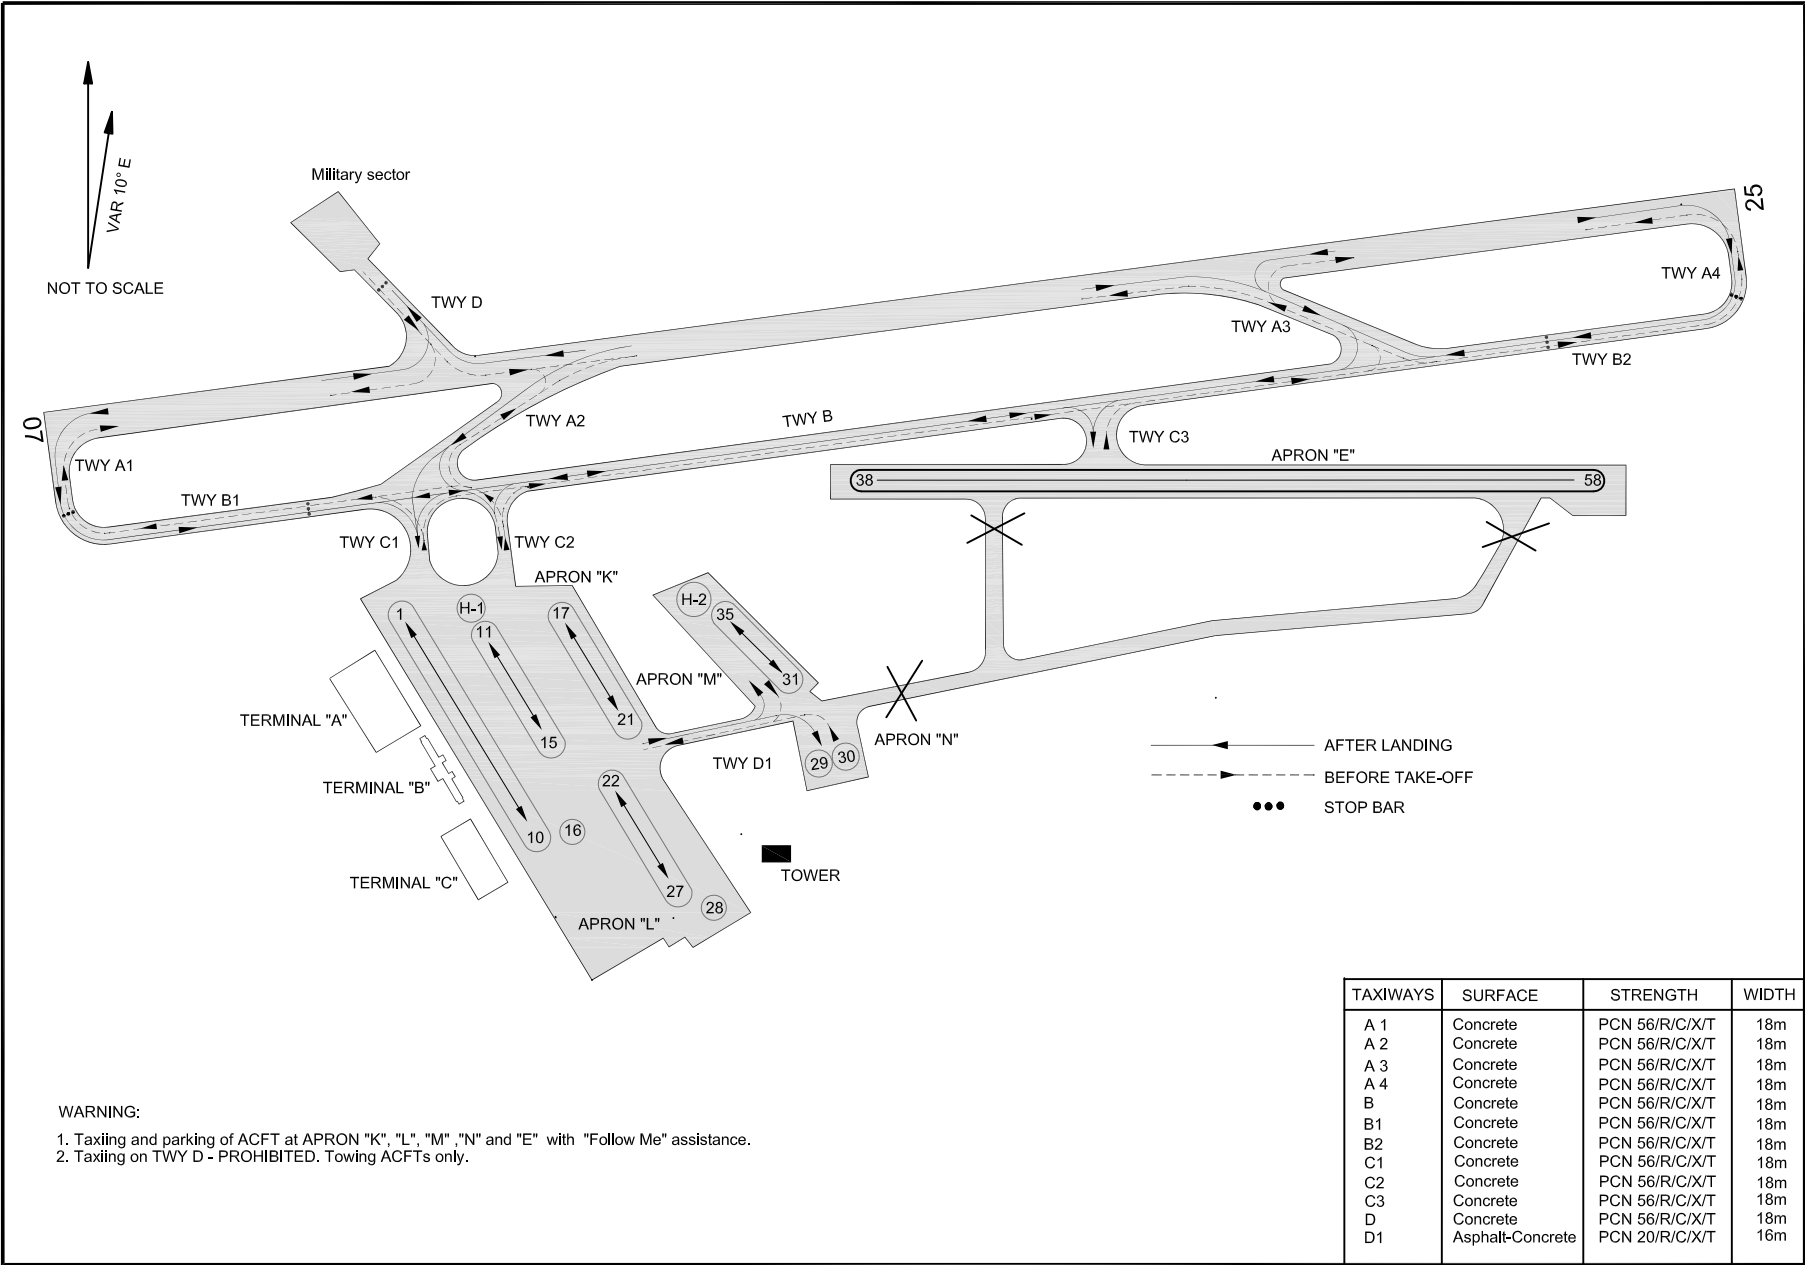 Military sector
VAR 10° E
NOT TO SCALE
25
TWY D
TWY A4
TWY A3
TWY B2
07
TWY A2
TWY B
TWY C3
TWY A1
APRON "E"
38
58
TWY B1
TWY C1
TWY C2
APRON "K"
H-1
H-2
1
17
35
11
APRON "M"
31
TERMINAL "A"
21
15
APRON "N"
TWY D1
29
30
22
TERMINAL "B"
10
16
TERMINAL "C"
TOWER
27
28
APRON "L"
AFTER LANDING
BEFORE TAKE-OFF
STOP BAR
TAXIWAYS SURFACE STRENGTH WIDTH
A 1 Concrete PCN 56/R/C/X/T 18m
A 2 Concrete PCN 56/R/C/X/T 18m
A 3 Concrete PCN 56/R/C/X/T 18m
A 4 Concrete PCN 56/R/C/X/T 18m
B Concrete PCN 56/R/C/X/T 18m
B1 Concrete PCN 56/R/C/X/T 18m
B2 Concrete PCN 56/R/C/X/T 18m
C1 Concrete PCN 56/R/C/X/T 18m
C2 Concrete PCN 56/R/C/X/T 18m
C3 Concrete PCN 56/R/C/X/T 18m
D Concrete PCN 56/R/C/X/T 18m
D1 Asphalt-Concrete PCN 20/R/C/X/T 16m
WARNING:
1. Taxiing and parking of ACFT at APRON "K", "L", "M" ,"N" and "E" with "Follow Me" assistance.
2. Taxiing on TWY D - PROHIBITED. Towing ACFTs only.